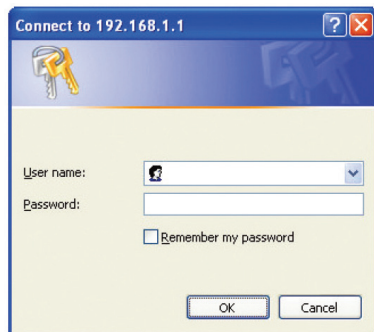 Connect to 192.168.1.1
?
User name:
Password:
Remember my password
OK
Cancel